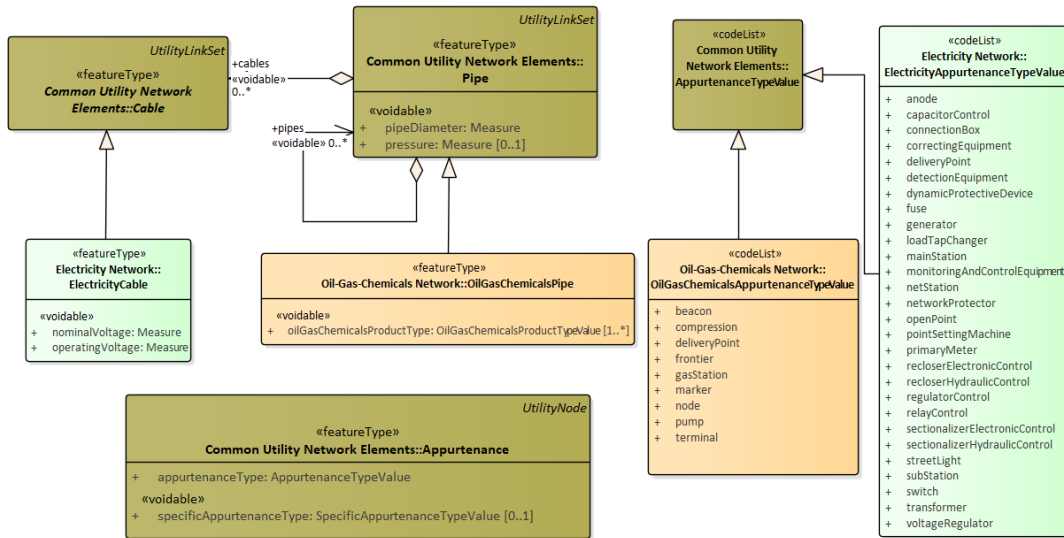 UtilityLinkSet
«featureType»
Common Utility Network
Elements::Cable
+cables
«voidable»
0..*
UtilityLinkSet
«featureType»
Common Utility Network Elements::
Pipe
«voidable»
+ pipeDiameter: Measure
+ pressure: Measure [0..1]
+pipes
«voidable» 0..*
«codeList»
Common Utility
Network Elements::
AppurtenanceTypeValue
«codeList»
Electricity Network::
ElectricityAppurtenanceTypeValue
+ anode
+ capacitorControl
+ connectionBox
+ correctingEquipment
+ deliveryPoint
+ detectionEquipment
+ dynamicProtectiveDevice
+ fuse
+ generator
+ loadTapChanger
+ mainStation
+ monitoringAndControlEquipment
+ netStation
+ networkProtector
+ openPoint
+ pointSettingMachine
+ primaryMeter
+ recloserElectronicControl
+ recloserHydraulicControl
+ regulatorControl
+ relayControl
+ sectionalizerElectronicControl
+ sectionalizerHydraulicControl
+ streetLight
+ subStation
+ switch
+ transformer
+ voltageRegulator
«featureType»
Electricity Network::
ElectricityCable
«voidable»
+ nominalVoltage: Measure
+ operatingVoltage: Measure
«featureType»
Oil-Gas-Chemicals Network::OilGasChemicalsPipe
«voidable»
+ oilGasChemicalsProductType: OilGasChemicalsProductTypeValue [1..*]
«codeList»
Oil-Gas-Chemicals Network::
OilGasChemicalsAppurtenanceTypeValue
+ beacon
+ compression
+ deliveryPoint
+ frontier
+ gasStation
+ marker
+ node
+ pump
+ terminal
UtilityNode
«featureType»
Common Utility Network Elements::Appurtenance
+ appurtenanceType: AppurtenanceTypeValue
«voidable»
+ specificAppurtenanceType: SpecificAppurtenanceTypeValue [0..1]